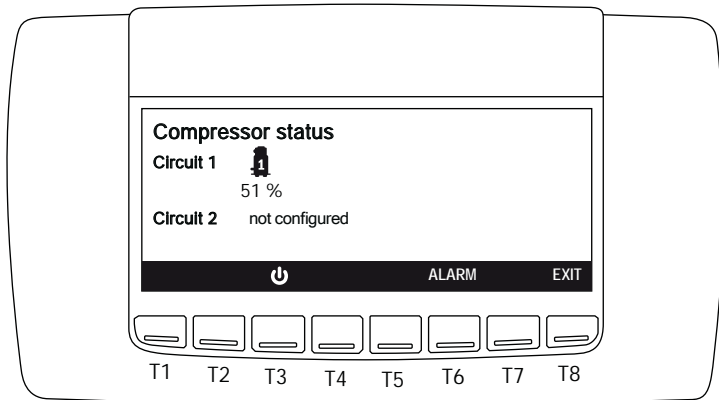 Compressor status
Circuit 1 1
51 %
Circuit 2 not configured
ALARM EXIT
T1 T2 T3 T4 T5 T6 T7 T8